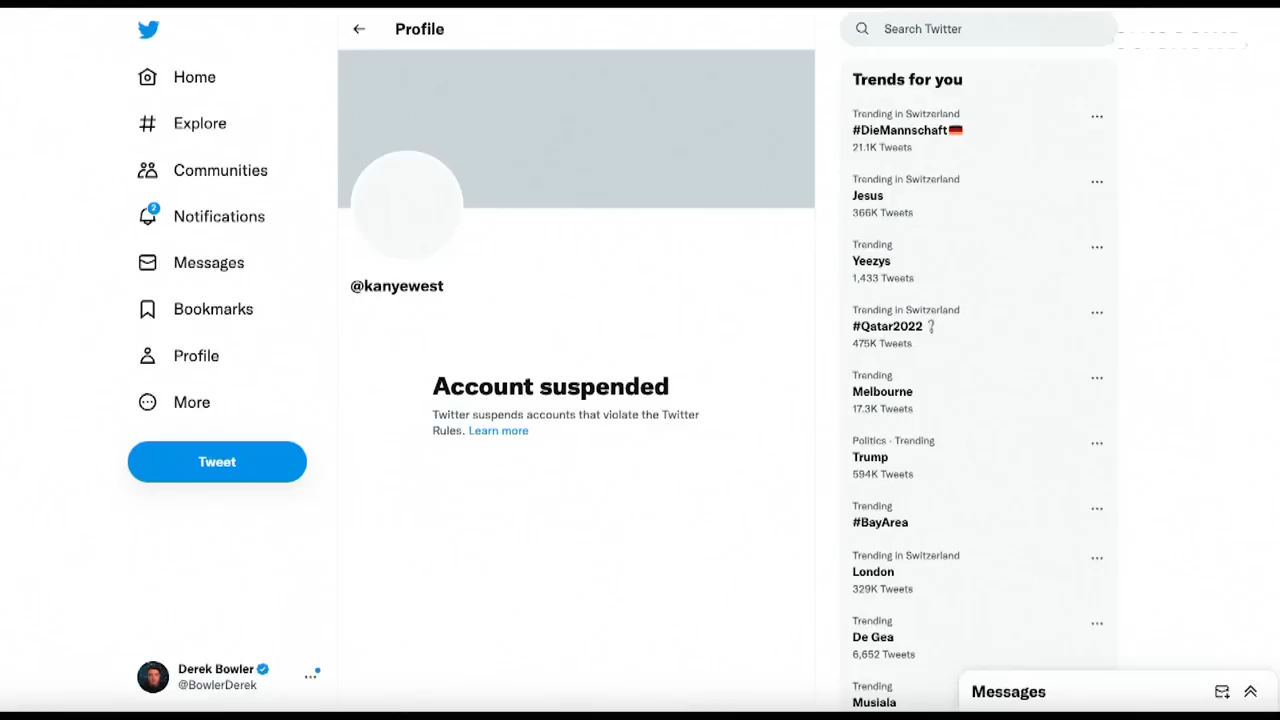 Home
Explore
Communities
2
Notifications
Messages
Bookmarks
Profile
More
Tweet
Derek Bowler
@BowlerDerek
Profile
@kanyewest
Account suspended
Twitter suspends accounts that violate the Twitter
Rules. Learn more
Search Twitter
Trends for you
Trending in Switzerland
#DieMannschaft
21.1K Tweets
Trending in Switzerland
Jesus
366K Tweets
Trending
Yeezys
1,433 Tweets
Trending in Switzerland
#Qatar2022
475K Tweets
Trending
Melbourne
17.3K Tweets
Politics · Trending
Trump
594K Tweets
Trending
#BayArea
Trending in Switzerland
London
329K Tweets
Trending
De Gea
6,652 Tweets
Trending
Musiala
Messages